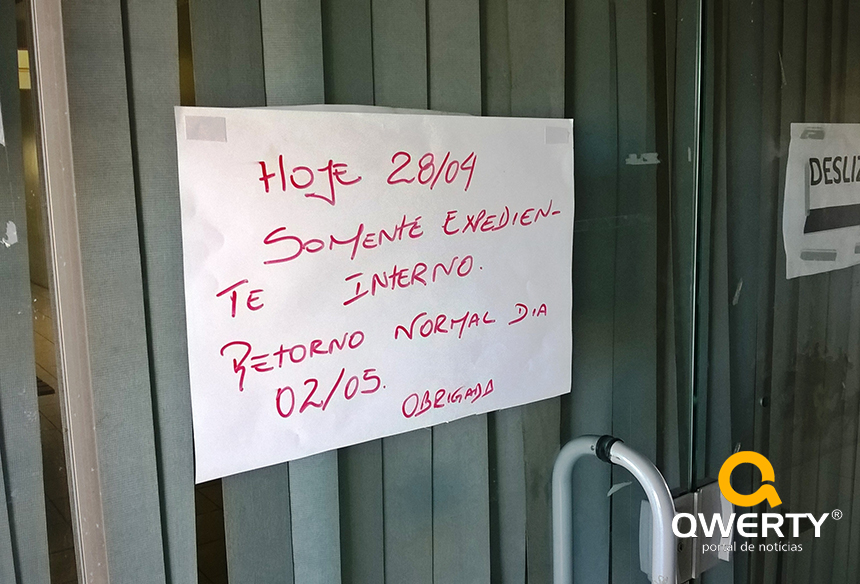 HOJE 28/04
SOMENTE EXPEDIEN-
TE INTERNO.
RETORNO NORMAL DIA
02/05. OBRIGADA
DESLIZ
QWERTY®
portal de notícias